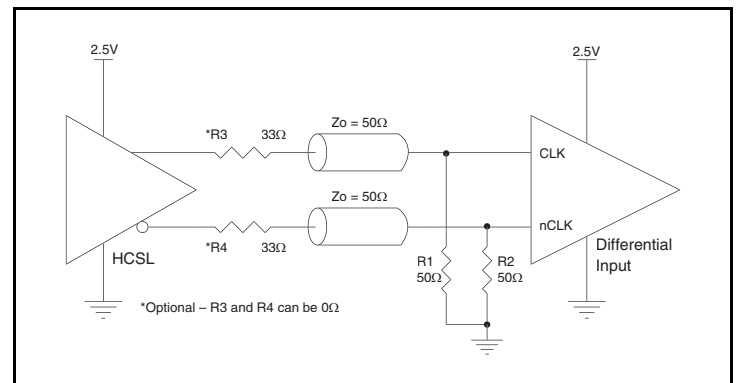 2.5V
2.5V
*R3
33Ω
Zo = 50Ω
CLK
Zo = 50Ω
nCLK
*R4
33Ω
HCSL
R1
50Ω
R2
50Ω
Differential
Input
*Optional – R3 and R4 can be 0Ω